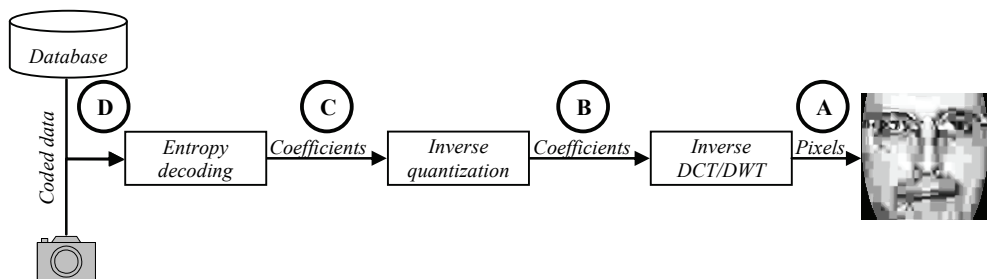 Database
D
Coded data
Entropy
decoding
C
Coefficients
Inverse
quantization
B
Coefficients
Inverse
DCT/DWT
A
Pixels